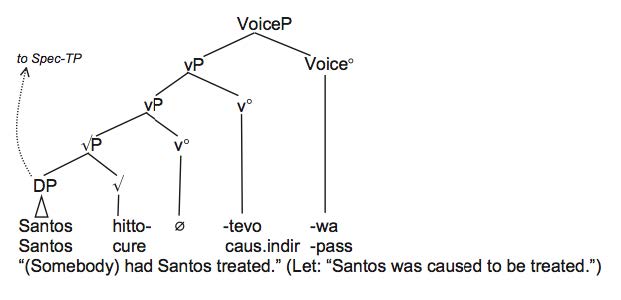 VoiceP
to Spec-TP
vP Voice°
vP v°
√P v°
DP √
Santos hitto- ø -tevo -wa
Santos cure caus.indir -pass
“(Somebody) had Santos treated.” (Let: “Santos was caused to be treated.”)